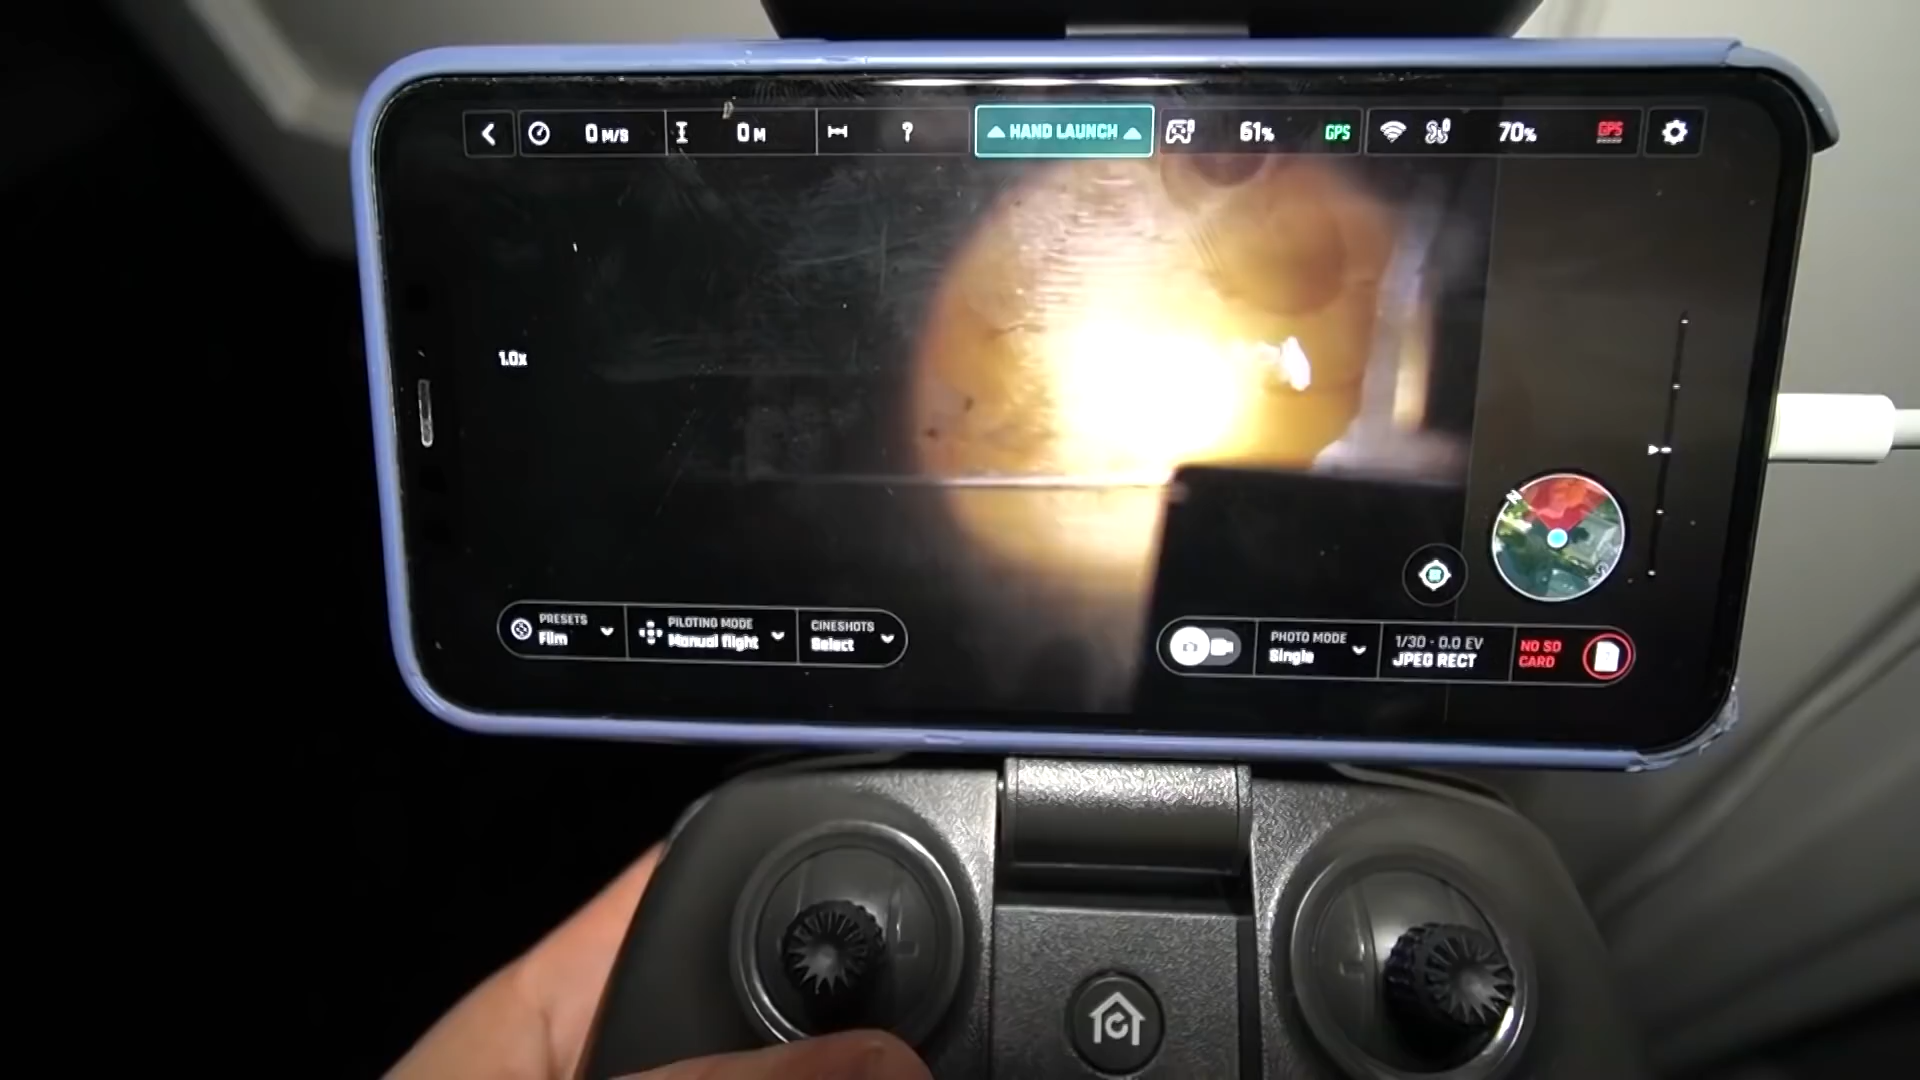 0 M/S
0 M
?
HAND LAUNCH
61%
GPS
70%
GPS
1.0x
N
PRESETS
Film
PILOTING MODE
Manual flight
CINESHOTS
Select
PHOTO MODE
Single
1/30 - 0.0 EV
JPEG RECT
NO SD
CARD